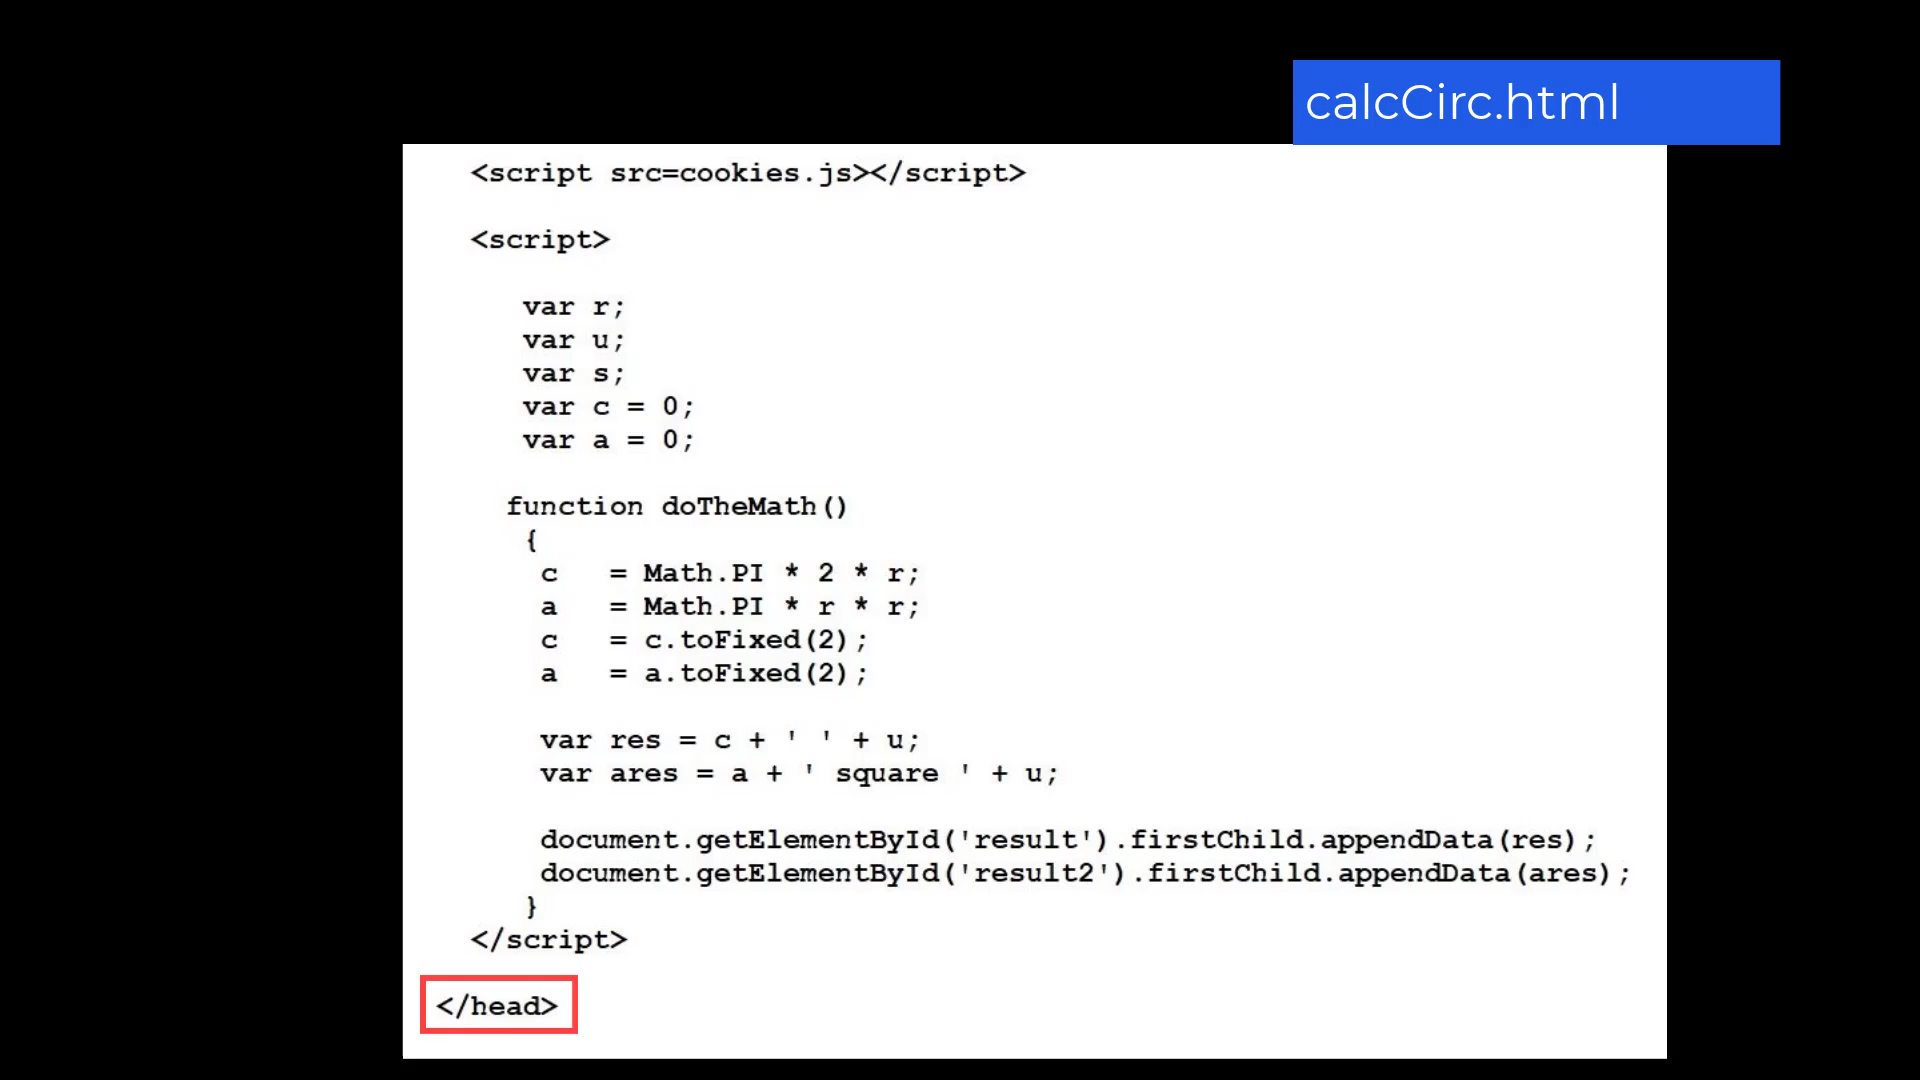 calcCirc.html
<script src=cookies.js></script>
<script>
var r;
var u;
var s;
var c = 0;
var a = 0;
function doTheMath()
{
c = Math.PI * 2 * r;
a = Math.PI * r * r;
c = c.toFixed(2);
a = a.toFixed(2);
var res = c + ' ' + u;
var ares = a + ' square ' + u;
document.getElementById('result').firstChild.appendData(res);
document.getElementById('result2').firstChild.appendData(ares);
}
</script>
</head>